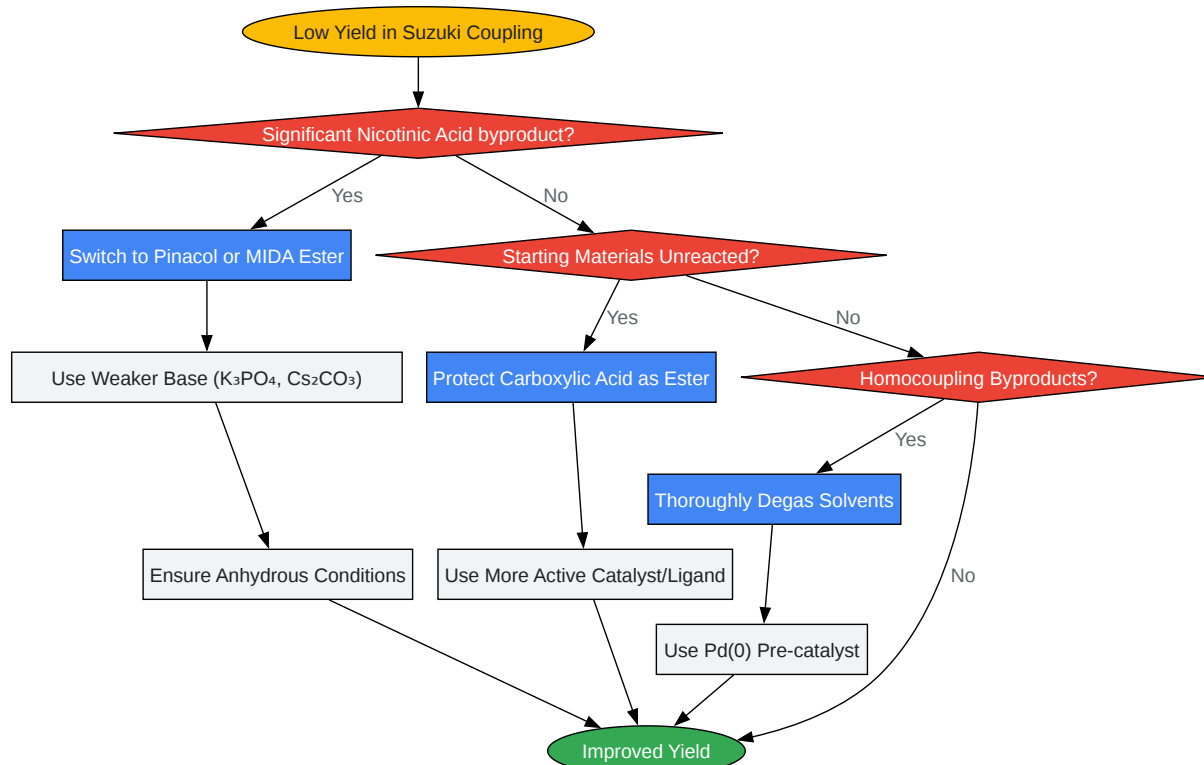 Low Yield in Suzuki Coupling
Significant Nicotinic Acid byproduct?
Yes
No
Switch to Pinacol or MIDA Ester
Starting Materials Unreacted?
Yes
No
Use Weaker Base (K₃PO₄, Cs₂CO₃)
Protect Carboxylic Acid as Ester
Homocoupling Byproducts?
Yes
Thoroughly Degas Solvents
Ensure Anhydrous Conditions
Use More Active Catalyst/Ligand
No
Use Pd(0) Pre-catalyst
Improved Yield